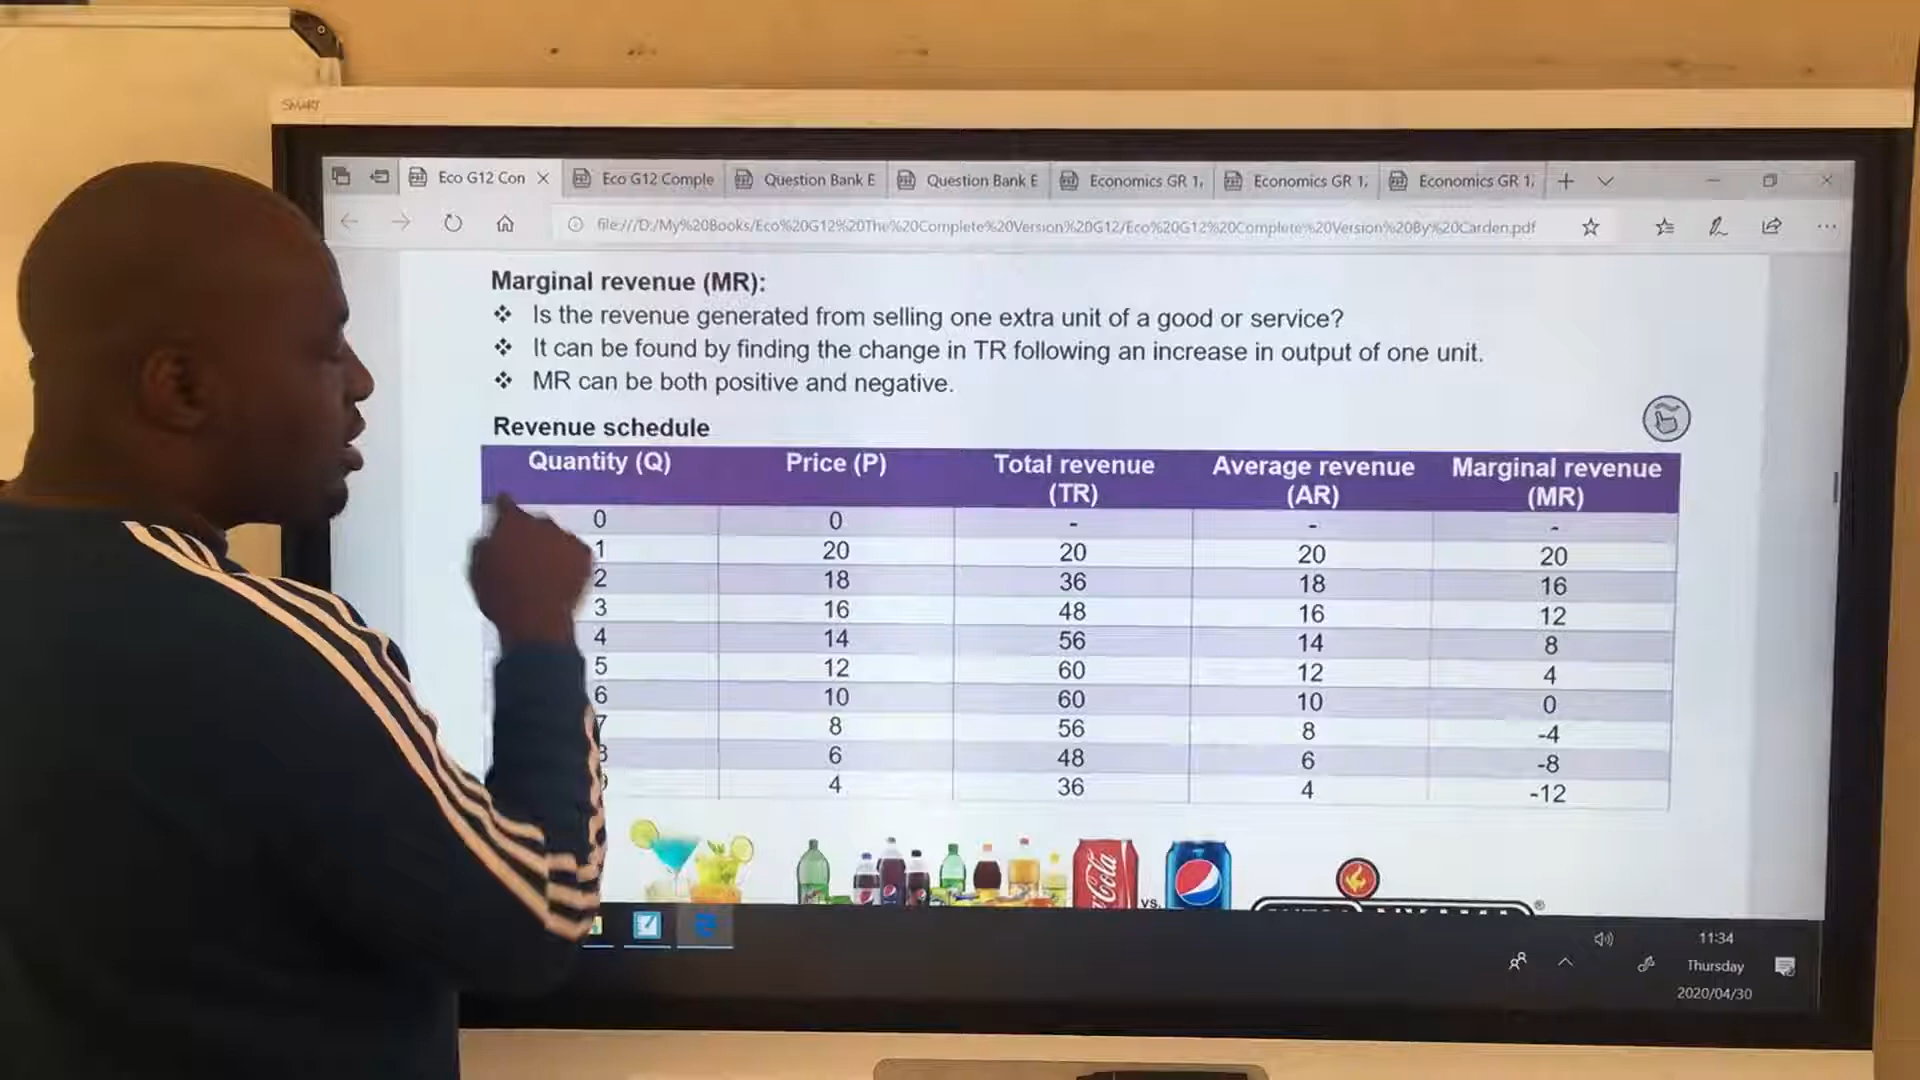 SMART
Eco G12 Con
Eco G12 Comple
Question Bank E
Question Bank E
Economics GR 1,
Economics GR 1,
Economics GR 1,
file:///D:/My%20Books/Eco%20G12%20The%20Complete%20Version%20G12/Eco%20G12%20Complete%20Version%20By%20Carden.pdf
Marginal revenue (MR):
❖ Is the revenue generated from selling one extra unit of a good or service?
❖ It can be found by finding the change in TR following an increase in output of one unit.
❖ MR can be both positive and negative.
Revenue schedule
Quantity (Q) Price (P) Total revenue (TR) Average revenue (AR) Marginal revenue (MR)
0 0 - - -
1 20 20 20 20
2 18 36 18 16
3 16 48 16 12
4 14 56 14 8
5 12 60 12 4
6 10 60 10 0
7 8 56 8 -4
8 6 48 6 -8
9 4 36 4 -12
Coca-Cola
vs.
11:34
Thursday
2020/04/30